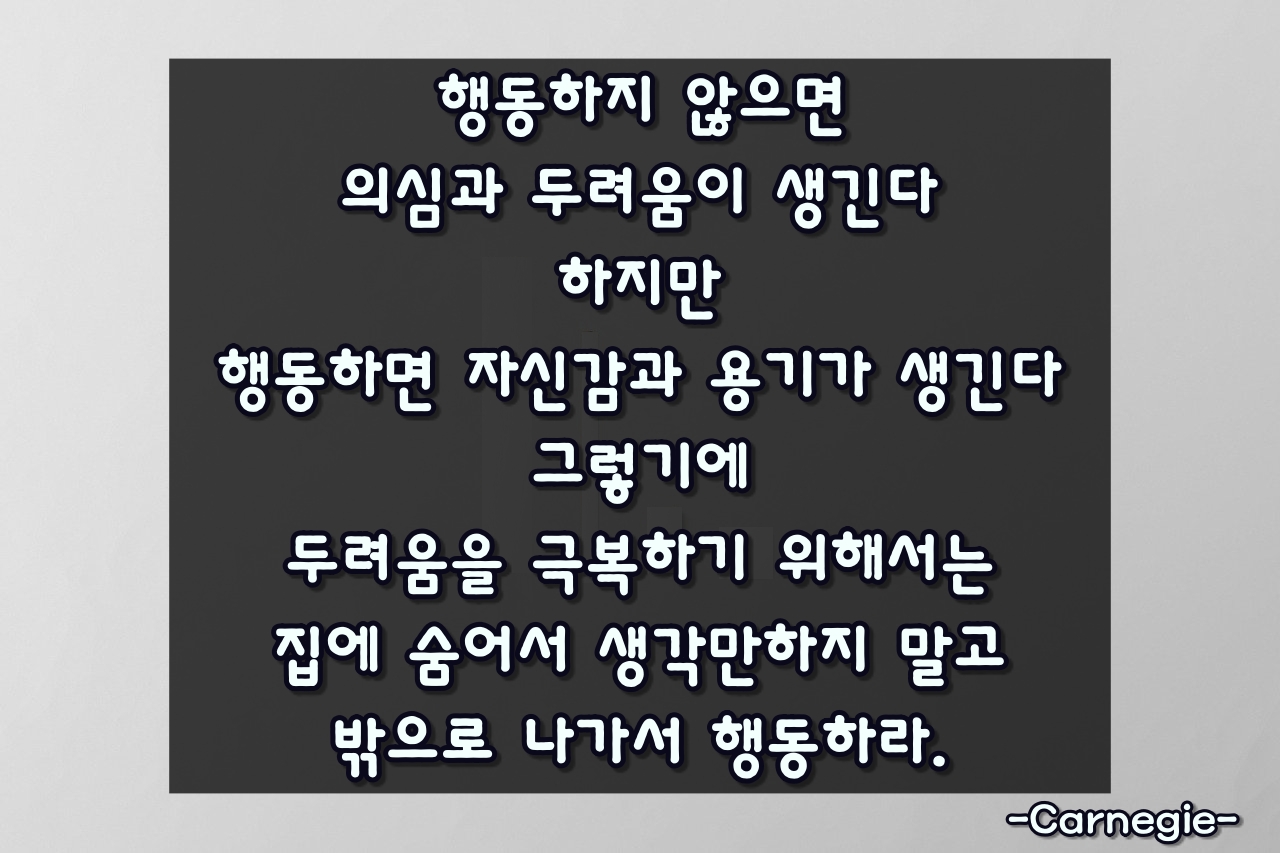 행동하지 않으면
의심과 두려움이 생긴다
하지만
행동하면 자신감과 용기가 생긴다
그렇기에
두려움을 극복하기 위해서는
집에 숨어서 생각만하지 말고
밖으로 나가서 행동하라.
-Carnegie-